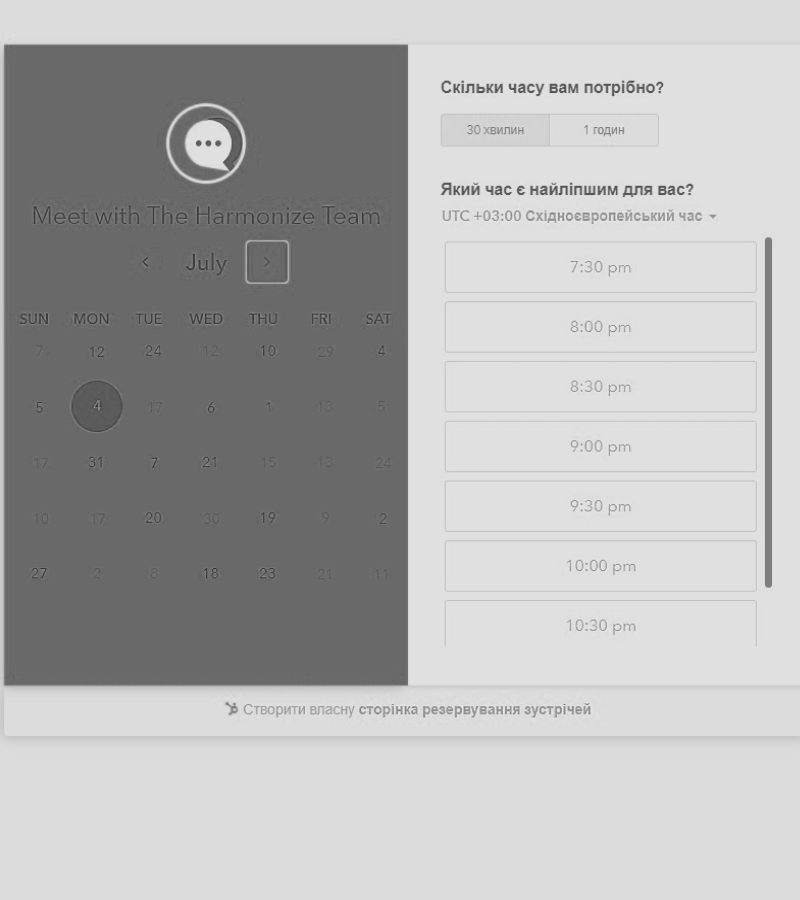 Meet with The Harmonize Team
July
SUN MON TUE WED THU FRI SAT
7 12 24 12 10 29 4
5 4 17 6 1 13 5
17 31 7 21 15 13 24
10 17 20 30 19 9 2
27 2 8 18 23 21 11
Скільки часу вам потрібно?
30 хвилин 1 годин
Який час є найліпшим для вас?
UTC +03:00 Східноєвропейський час
7:30 pm
8:00 pm
8:30 pm
9:00 pm
9:30 pm
10:00 pm
10:30 pm
Створити власну сторінка резервування зустрічей